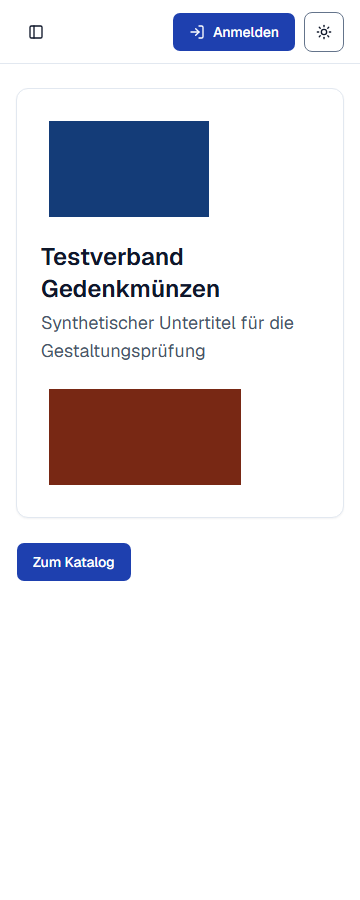 Anmelden
Testverband
Gedenkmünzen
Synthetischer Untertitel für die
Gestaltungsprüfung
Zum Katalog